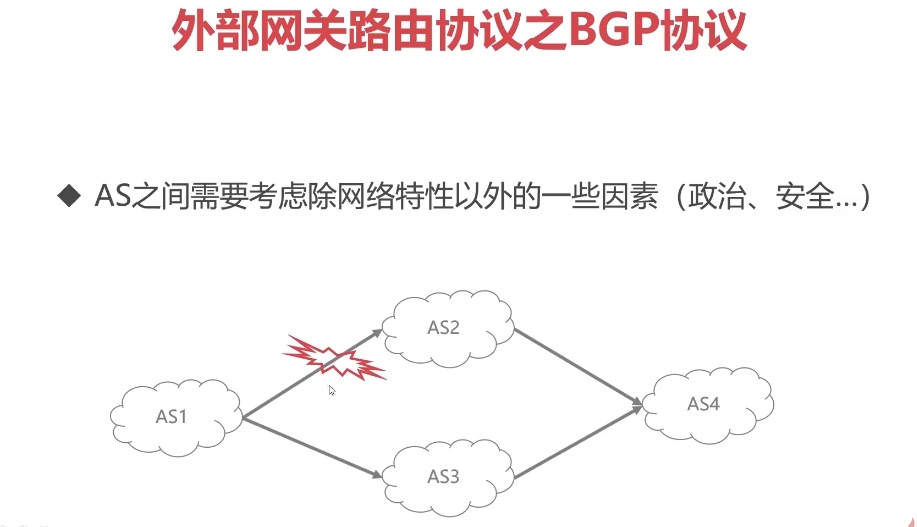 外部网关路由协议之BGP协议
◆ AS之间需要考虑除网络特性以外的一些因素（政治、安全...）
AS2
AS4
AS1
AS3